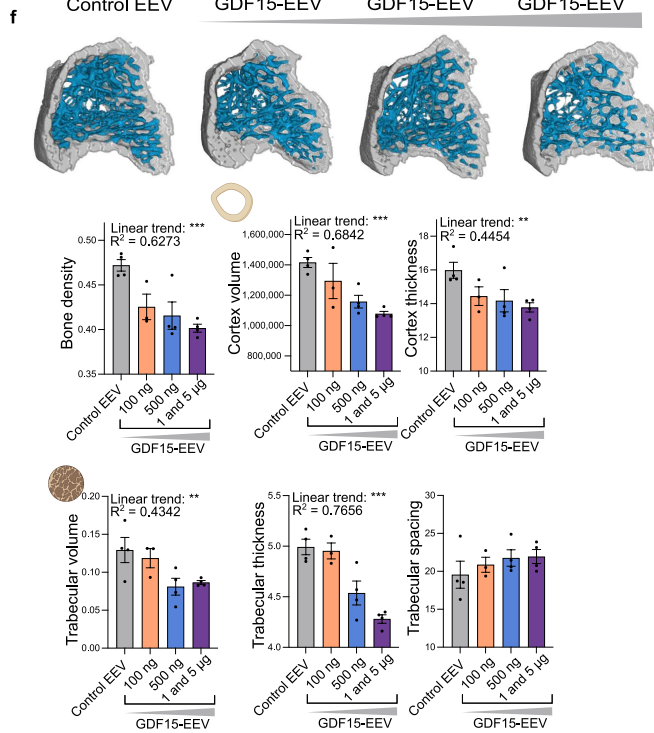 f
Control EEV GDF15-EEV GDF15-EEV GDF15-EEV
Linear trend: ***
R² = 0.6273
Bone density
0.50
0.45
0.40
0.35
Control EEV
100 ng
500 ng
1 and 5 µg
GDF15-EEV
Linear trend: ***
R² = 0.6842
Cortex volume
1,600,000
1,400,000
1,200,000
1,000,000
800,000
Control EEV
100 ng
500 ng
1 and 5 µg
GDF15-EEV
Linear trend: **
R² = 0.4454
Cortex thickness
18
16
14
12
10
Control EEV
100 ng
500 ng
1 and 5 µg
GDF15-EEV
Linear trend: **
R² = 0.4342
Trabecular volume
0.20
0.15
0.10
0.05
0.00
Control EEV
100 ng
500 ng
1 and 5 µg
GDF15-EEV
Linear trend: ***
R² = 0.7656
Trabecular thickness
5.5
5.0
4.5
4.0
Control EEV
100 ng
500 ng
1 and 5 µg
GDF15-EEV
Trabecular spacing
30
25
20
15
10
Control EEV
100 ng
500 ng
1 and 5 µg
GDF15-EEV